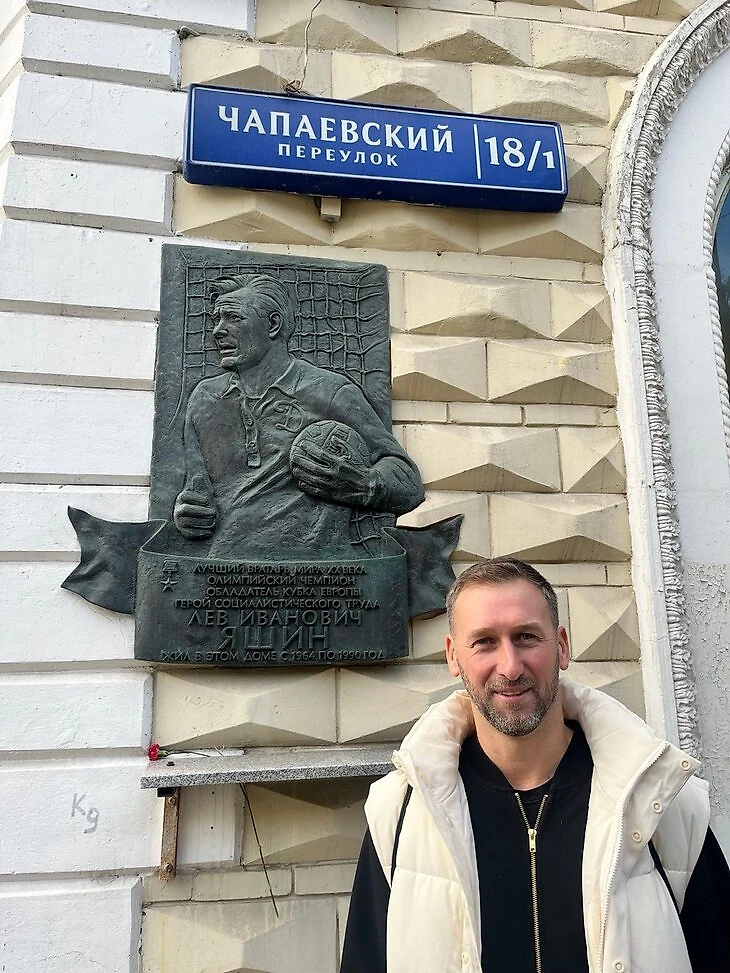 ЧАПАЕВСКИЙ
ПЕРЕУЛОК
18/1
Д
ЛУЧШИЙ ВРАТАРЬ МИРА XX ВЕКА
ОЛИМПИЙСКИЙ ЧЕМПИОН
ОБЛАДАТЕЛЬ КУБКА ЕВРОПЫ
ГЕРОЙ СОЦИАЛИСТИЧЕСКОГО ТРУДА
ЛЕВ ИВАНОВИЧ
ЯШИН
ЖИЛ В ЭТОМ ДОМЕ С 1964 ПО 1990 ГОД
Kg